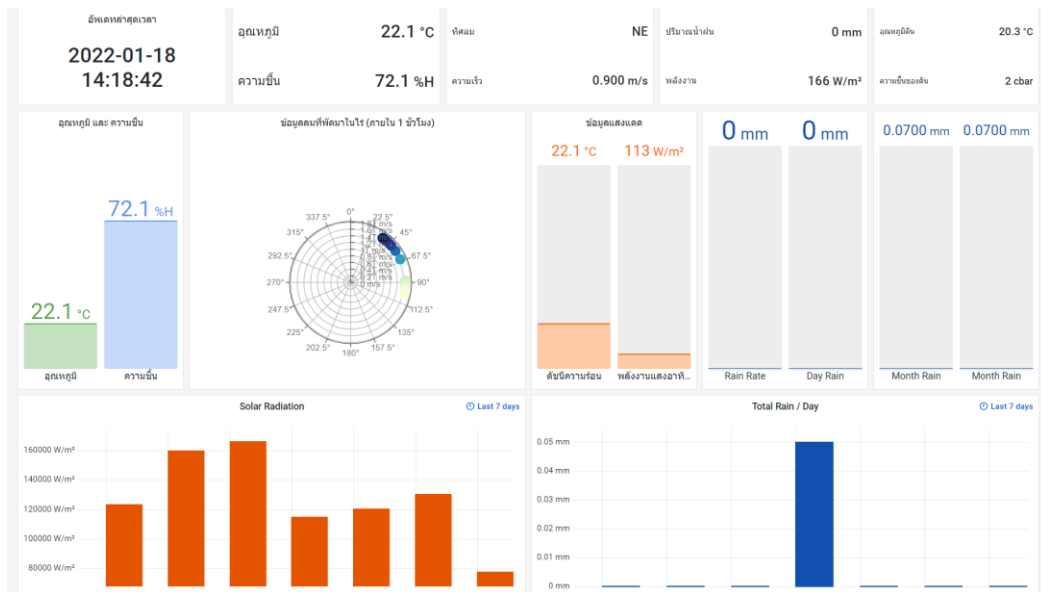 อัพเดทล่าสุดเวลา
2022-01-18
14:18:42
อุณหภูมิ 22.1 °C
ความชื้น 72.1 %H
ทิศลม NE
ความเร็ว 0.900 m/s
ปริมาณน้ำฝน 0 mm
พลังงาน 166 W/m²
อุณหภูมิดิน 20.3 °C
ความชื้นของดิน 2 cbar
อุณหภูมิ และ ความชื้น
22.1 °C
72.1 %H
อุณหภูมิ
ความชื้น
ข้อมูลลมที่พัดมาในไร่ (ภายใน 1 ชั่วโมง)
0°
22.5°
45°
67.5°
90°
112.5°
135°
157.5°
180°
202.5°
225°
247.5°
270°
292.5°
315°
337.5°
0 m/s
ข้อมูลแสงแดด
22.1 °C
113 W/m²
ดัชนีความร้อน
พลังงานแสงอาทิ...
0 mm
0 mm
Rain Rate
Day Rain
0.0700 mm
0.0700 mm
Month Rain
Month Rain
Solar Radiation
Last 7 days
160000 W/m²
140000 W/m²
120000 W/m²
100000 W/m²
80000 W/m²
Total Rain / Day
Last 7 days
0.05 mm
0.04 mm
0.03 mm
0.02 mm
0.01 mm
0 mm